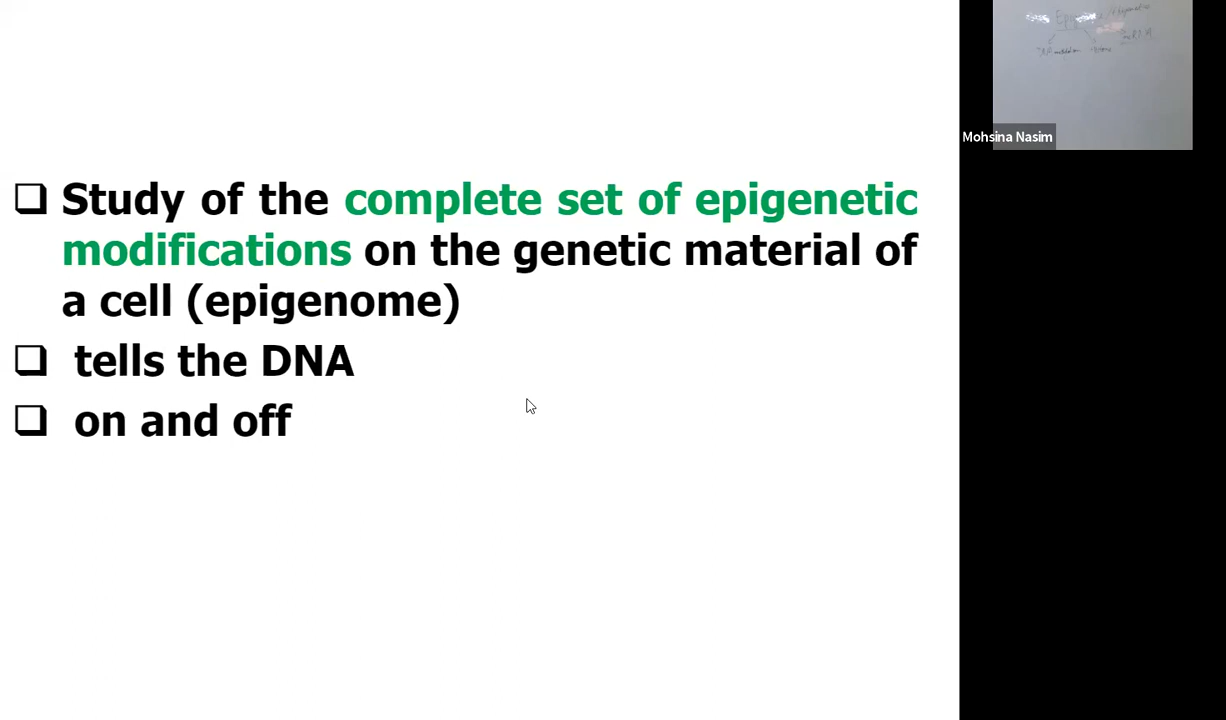 Study of the complete set of epigenetic
modifications on the genetic material of
a cell (epigenome)
tells the DNA
on and off
Mohsina Nasim